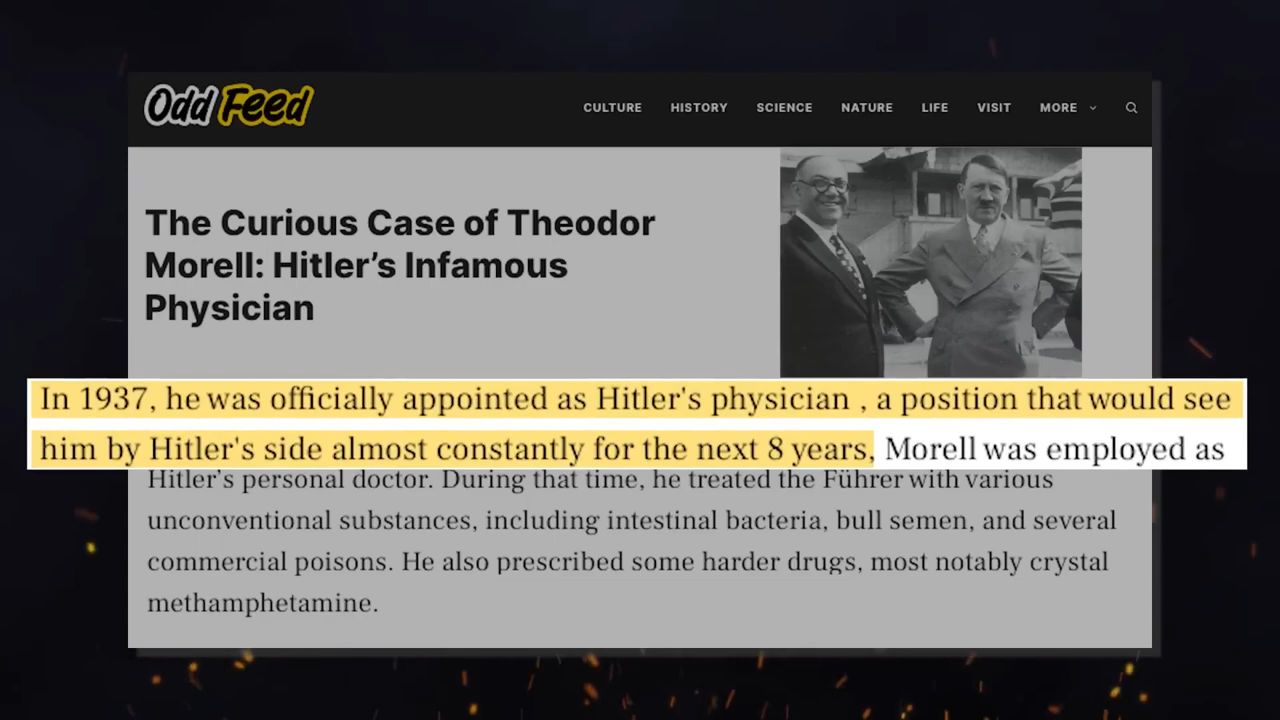 Odd Feed
CULTURE HISTORY SCIENCE NATURE LIFE VISIT MORE
The Curious Case of Theodor
Morell: Hitler’s Infamous
Physician
In 1937, he was officially appointed as Hitler's physician , a position that would see
him by Hitler's side almost constantly for the next 8 years, Morell was employed as
Hitler's personal doctor. During that time, he treated the Führer with various
unconventional substances, including intestinal bacteria, bull semen, and several
commercial poisons. He also prescribed some harder drugs, most notably crystal
methamphetamine.